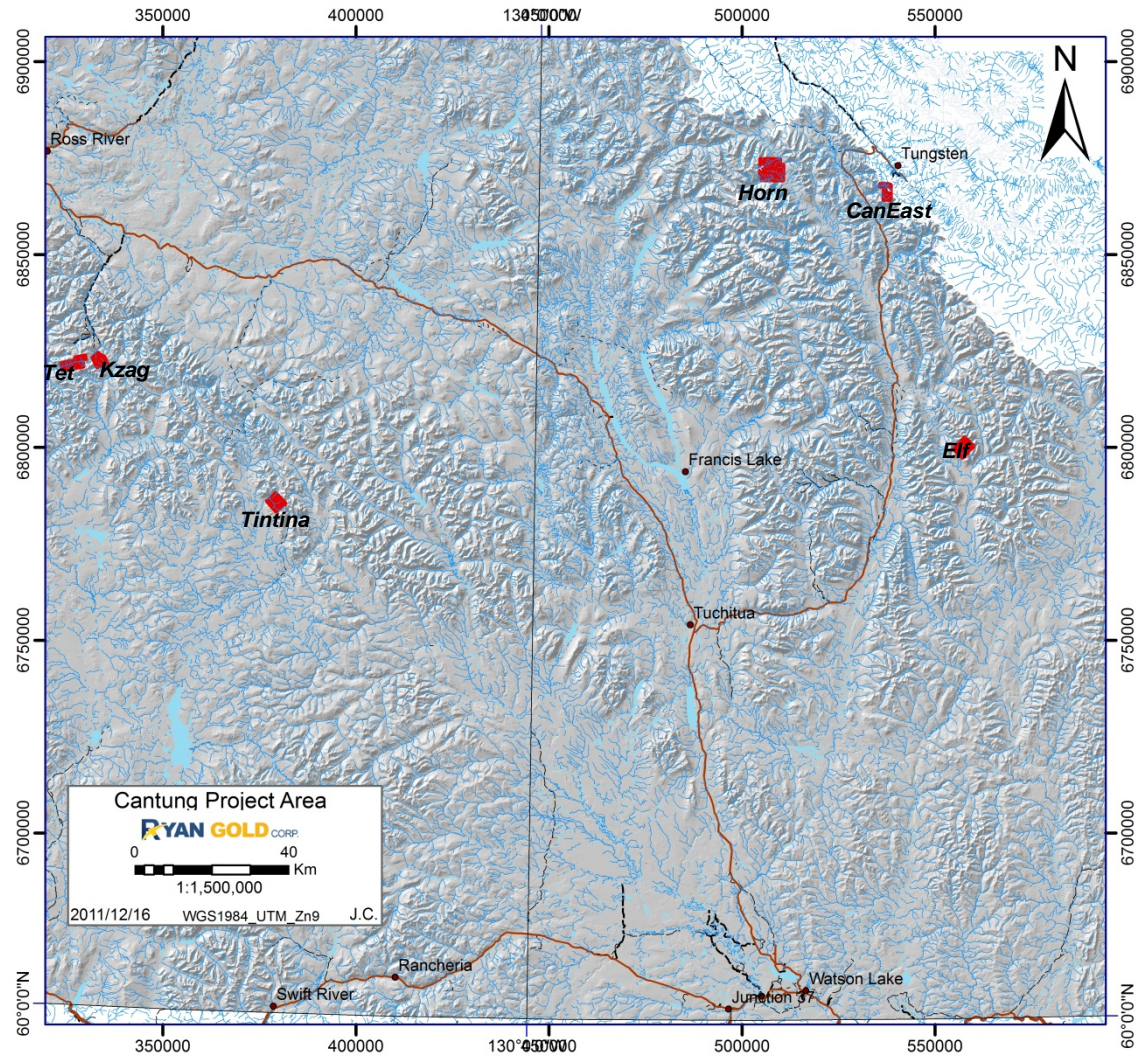 350000
400000
130°0'0"W
450000
500000
550000
6900000
6900000
N
Ross River
Tungsten
Horn
CanEast
6850000
6850000
Tet
Kzag
6800000
6800000
Elf
Francis Lake
Tintina
Tuchitua
6750000
6750000
Cantung Project Area
RYAN GOLD CORP.
0 40
Km
1:1,500,000
2011/12/16 WGS1984_UTM_Zn9 J.C.
6700000
6700000
Rancheria
Watson Lake
Swift River
Junction 37
60°0'0"N
60°0'0"N
350000
400000
130°0'0"W
450000
500000
550000